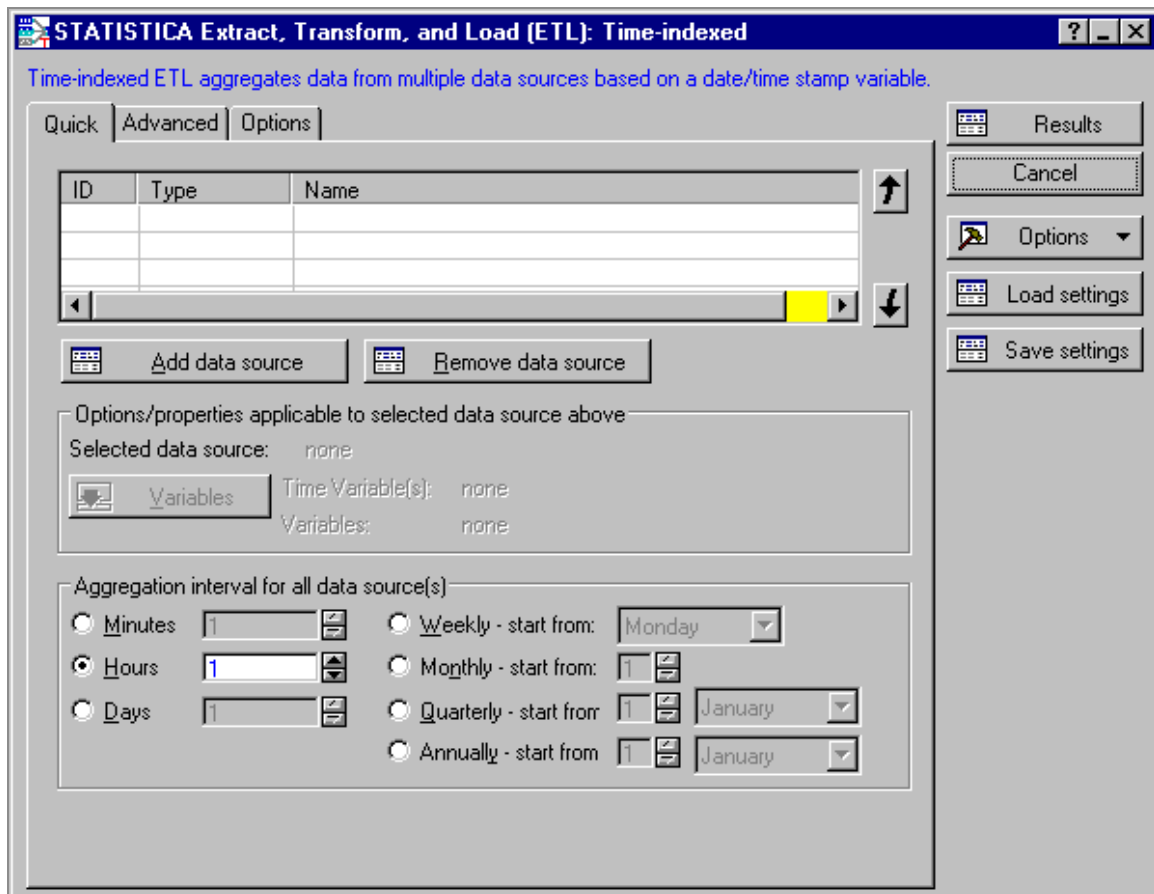 STATISTICA Extract, Transform, and Load (ETL): Time-indexed
Time-indexed ETL aggregates data from multiple data sources based on a date/time stamp variable.
Quick Advanced Options
Results
Cancel
Options
Load settings
Save settings
ID Type Name
Add data source Remove data source
Options/properties applicable to selected data source above
Selected data source: none
Variables Time Variable(s): none
Variables: none
Aggregation interval for all data source(s)
Minutes 1 Weekly - start from: Monday
Hours 1 Monthly - start from: 1
Days 1 Quarterly - start from 1 January
Annually - start from 1 January